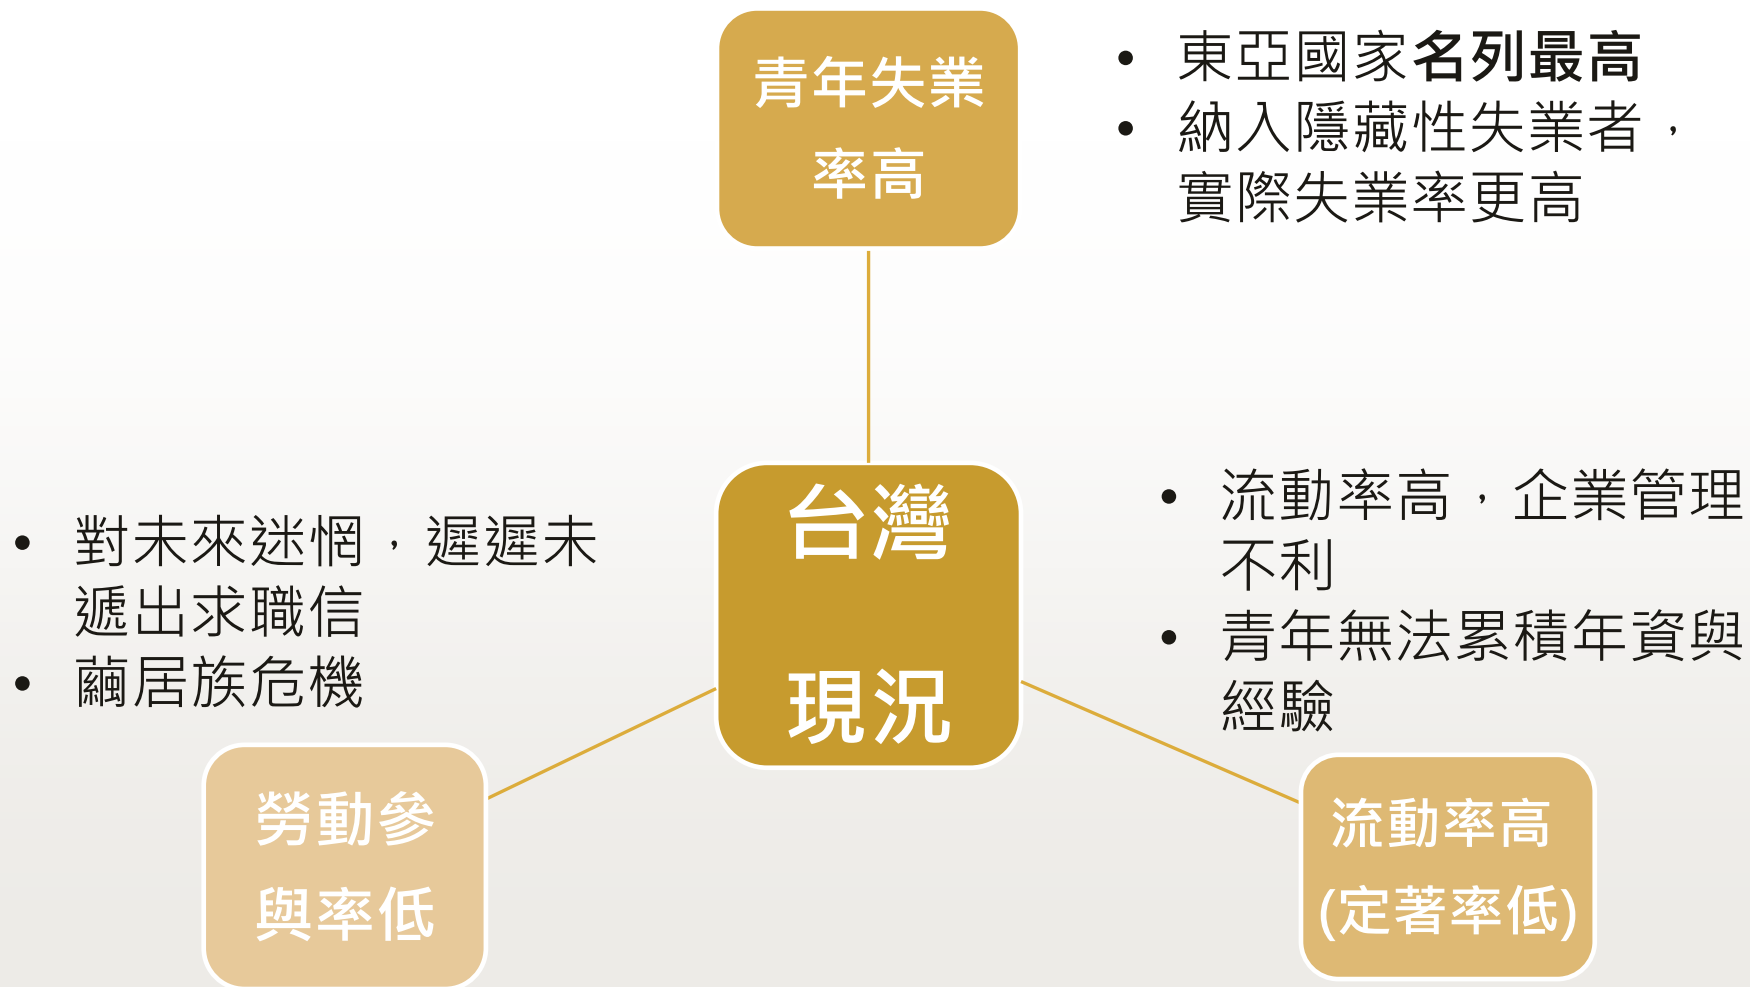 青年失業
率高
• 東亞國家名列最高
• 納入隱藏性失業者，
實際失業率更高
台灣
現況
• 對未來迷惘，遲遲未
遞出求職信
• 繭居族危機
• 流動率高，企業管理
不利
• 青年無法累積年資與
經驗
勞動參
與率低
流動率高
(定著率低)